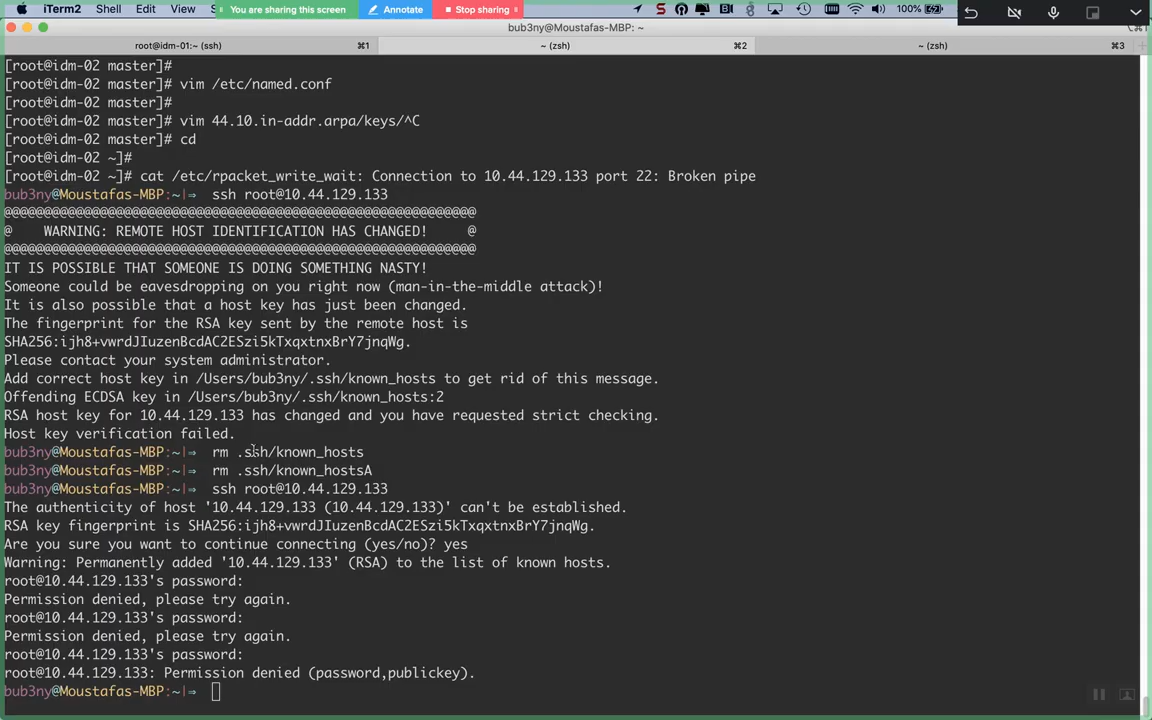 iTerm2 Shell Edit View You are sharing this screen Annotate Stop sharing 100%
bub3ny@Moustafas-MBP: ~
root@idm-01:~ (ssh) ⌘1 ~ (zsh) ⌘2 ~ (zsh) ⌘3
[root@idm-02 master]#
[root@idm-02 master]# vim /etc/named.conf
[root@idm-02 master]#
[root@idm-02 master]# vim 44.10.in-addr.arpa/keys/^C
[root@idm-02 master]# cd
[root@idm-02 ~]#
[root@idm-02 ~]# cat /etc/rpacket_write_wait: Connection to 10.44.129.133 port 22: Broken pipe
bub3ny@Moustafas-MBP:~|⇒ ssh root@10.44.129.133
@@@@@@@@@@@@@@@@@@@@@@@@@@@@@@@@@@@@@@@@@@@@@@@@@@@@@@@@@@@
@    WARNING: REMOTE HOST IDENTIFICATION HAS CHANGED!     @
@@@@@@@@@@@@@@@@@@@@@@@@@@@@@@@@@@@@@@@@@@@@@@@@@@@@@@@@@@@
IT IS POSSIBLE THAT SOMEONE IS DOING SOMETHING NASTY!
Someone could be eavesdropping on you right now (man-in-the-middle attack)!
It is also possible that a host key has just been changed.
The fingerprint for the RSA key sent by the remote host is
SHA256:ijh8+vwrdJIuzenBcdAC2ESzi5kTxqxtnxBrY7jnqWg.
Please contact your system administrator.
Add correct host key in /Users/bub3ny/.ssh/known_hosts to get rid of this message.
Offending ECDSA key in /Users/bub3ny/.ssh/known_hosts:2
RSA host key for 10.44.129.133 has changed and you have requested strict checking.
Host key verification failed.
bub3ny@Moustafas-MBP:~|⇒ rm .ssh/known_hosts
bub3ny@Moustafas-MBP:~|⇒ rm .ssh/known_hostsA
bub3ny@Moustafas-MBP:~|⇒ ssh root@10.44.129.133
The authenticity of host '10.44.129.133 (10.44.129.133)' can't be established.
RSA key fingerprint is SHA256:ijh8+vwrdJIuzenBcdAC2ESzi5kTxqxtnxBrY7jnqWg.
Are you sure you want to continue connecting (yes/no)? yes
Warning: Permanently added '10.44.129.133' (RSA) to the list of known hosts.
root@10.44.129.133's password:
Permission denied, please try again.
root@10.44.129.133's password:
Permission denied, please try again.
root@10.44.129.133's password:
root@10.44.129.133: Permission denied (password,publickey).
bub3ny@Moustafas-MBP:~|⇒